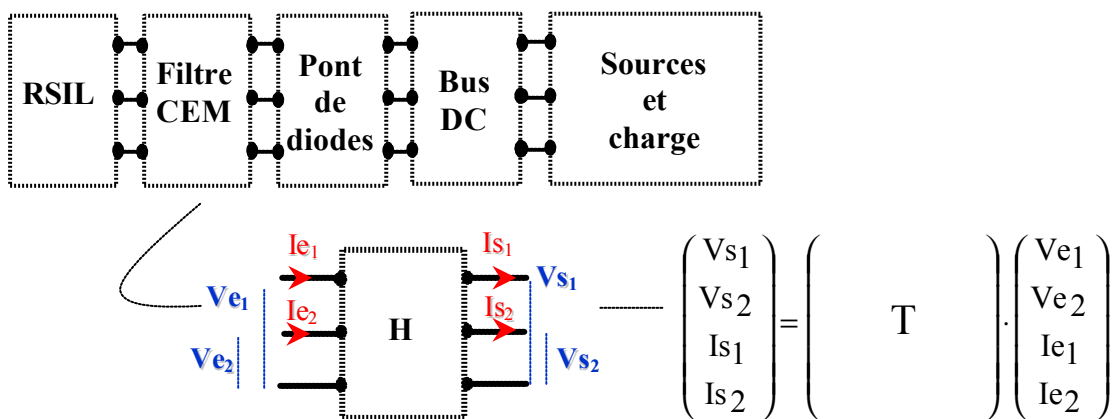 RSIL
Filtre
CEM
Pont
de
diodes
Bus
DC
Sources
et
charge
Ie1
Ie2
Ve1
Ve2
H
Is1
Is2
Vs1
Vs2
Vs1
Vs2
Is1
Is2
=
T
·
Ve1
Ve2
Ie1
Ie2